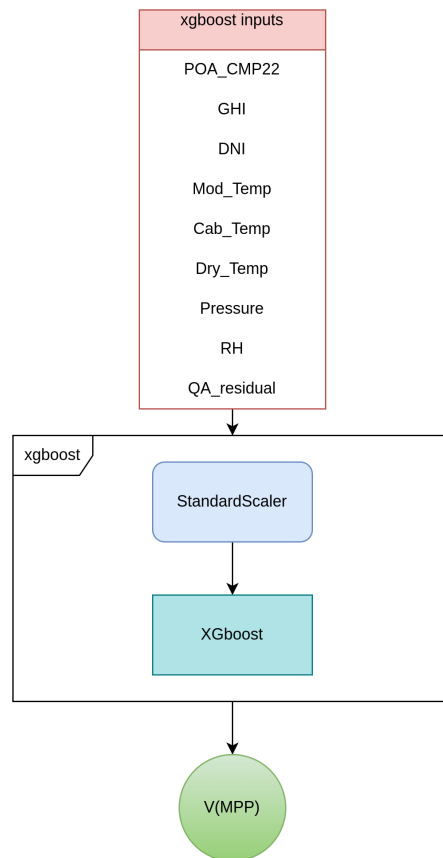 xgboost inputs
POA_CMP22
GHI
DNI
Mod_Temp
Cab_Temp
Dry_Temp
Pressure
RH
QA_residual
xgboost
StandardScaler
XGboost
V(MPP)